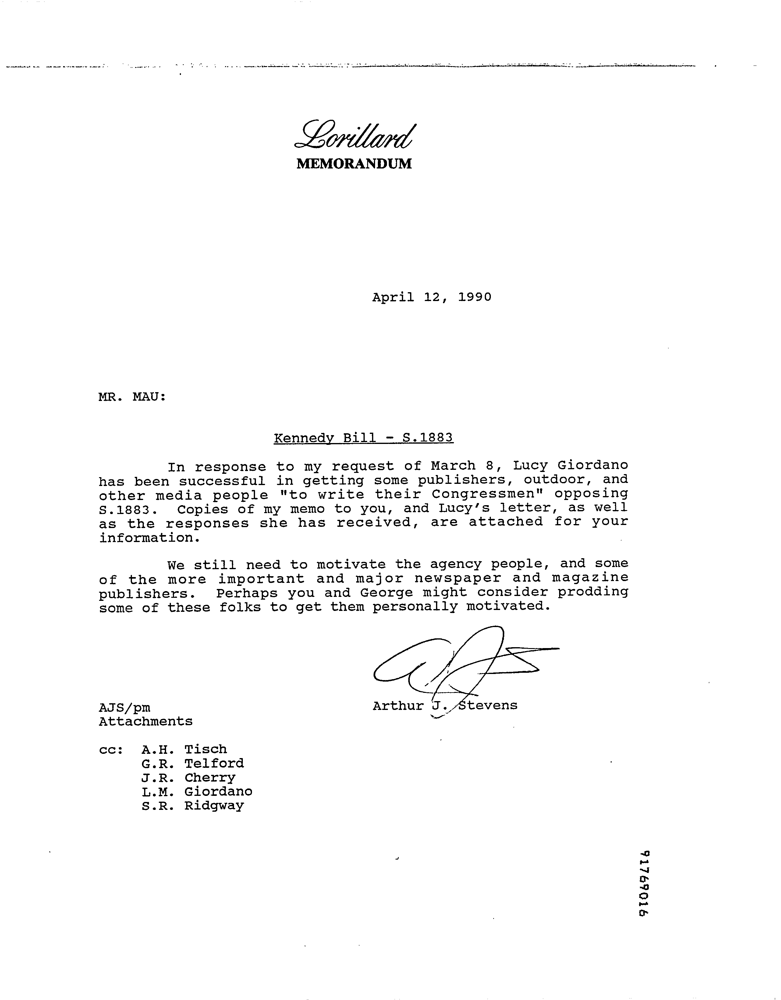 Lorillard
MEMORANDUM
April 12, 1990
MR. MAU:
Kennedy Bill - S.1883
In response to my request of March 8, Lucy Giordano
has been successful in getting some publishers, outdoor, and
other media people "to write their Congressmen" opposing
S.1883. Copies of my memo to you, and Lucy's letter, as well
as the responses she has received, are attached for your
information.
We still need to motivate the agency people, and some
of the more important and major newspaper and magazine
publishers. Perhaps you and George might consider prodding
some of these folks to get them personally motivated.
Arthur J. Stevens
AJS/pm
Attachments
cc: A.H. Tisch
G.R. Telford
J.R. Cherry
L.M. Giordano
S.R. Ridgway
91769016